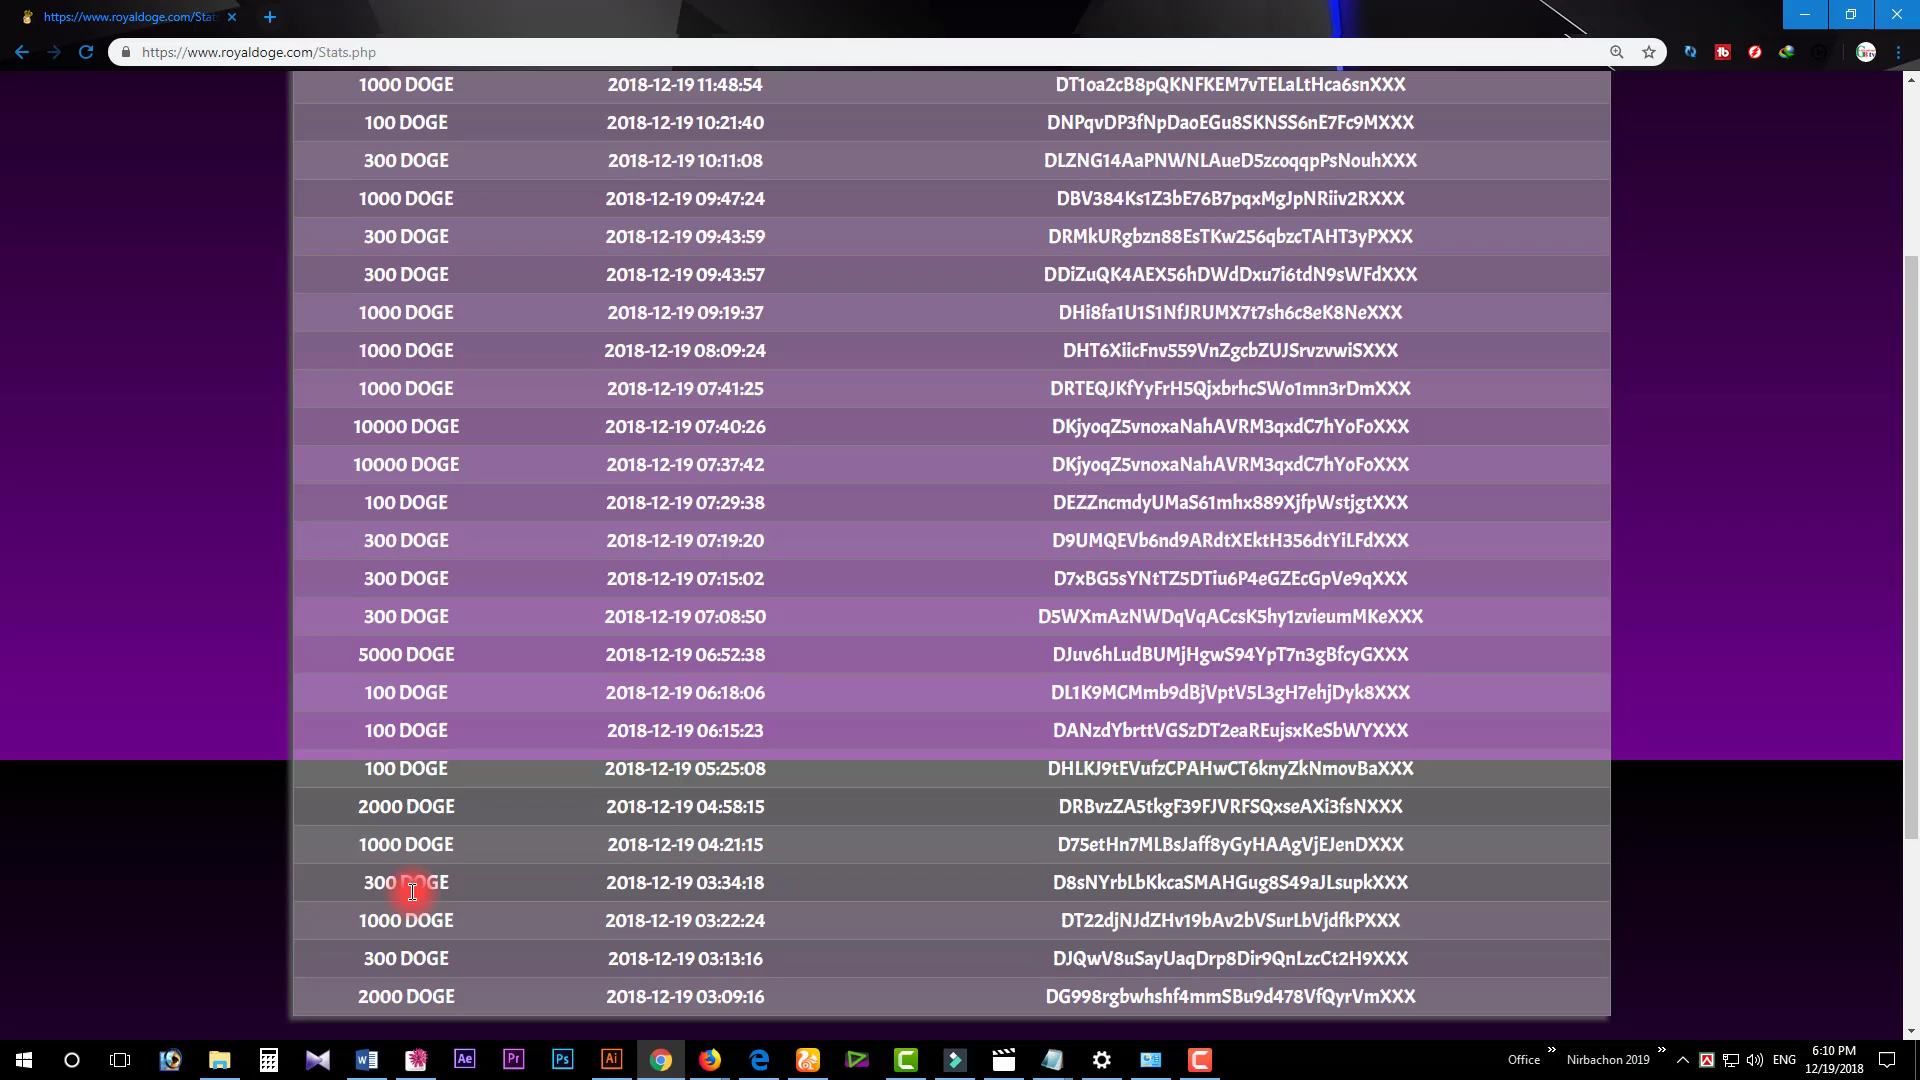 https://www.royaldoge.com/Stats
https://www.royaldoge.com/Stats.php
1000 DOGE 2018-12-19 11:48:54 DT1oa2cB8pQKNFKEM7vTELaLtHca6snXXX
100 DOGE 2018-12-19 10:21:40 DNPqvDP3fNpDaoEGu8SKNSS6nE7Fc9MXXX
300 DOGE 2018-12-19 10:11:08 DLZNG14AaPNWNLAueD5zcoqqpPsNouhXXX
1000 DOGE 2018-12-19 09:47:24 DBV384Ks1Z3bE76B7pqxMgJpNRiiv2RXXX
300 DOGE 2018-12-19 09:43:59 DRMkURgbzn88EsTKw256qbzcTAHT3yPXXX
300 DOGE 2018-12-19 09:43:57 DDiZuQK4AEX56hDWdDxu7i6tdN9sWFdXXX
1000 DOGE 2018-12-19 09:19:37 DHi8fa1U1S1NfJRUMX7t7sh6c8eK8NeXXX
1000 DOGE 2018-12-19 08:09:24 DHT6XiicFnv559VnZgcbZUJSrvzvwiSXXX
1000 DOGE 2018-12-19 07:41:25 DRTEQJKfYyFrH5QjxbrhcSWo1mn3rDmXXX
10000 DOGE 2018-12-19 07:40:26 DKjyoqZ5vnoxaNahAVRM3qxdC7hYoFoXXX
10000 DOGE 2018-12-19 07:37:42 DKjyoqZ5vnoxaNahAVRM3qxdC7hYoFoXXX
100 DOGE 2018-12-19 07:29:38 DEZZncmdyUMaS61mhx889XjfpWstjgtXXX
300 DOGE 2018-12-19 07:19:20 D9UMQEVb6nd9ARdtXEktH356dtYiLFdXXX
300 DOGE 2018-12-19 07:15:02 D7xBG5sYNtTZ5DTiu6P4eGZEcGpVe9qXXX
300 DOGE 2018-12-19 07:08:50 D5WXmAzNWDqVqACcsK5hy1zvieumMKeXXX
5000 DOGE 2018-12-19 06:52:38 DJuv6hLudBUMjHgwS94YpT7n3gBfcyGXXX
100 DOGE 2018-12-19 06:18:06 DL1K9MCMmb9dBjVptV5L3gH7ehjDyk8XXX
100 DOGE 2018-12-19 06:15:23 DANzdYbrttVGSzDT2eaREujsxKeSbWYXXX
100 DOGE 2018-12-19 05:25:08 DHLKJ9tEVufzCPAHwCT6knyZkNmovBaXXX
2000 DOGE 2018-12-19 04:58:15 DRBvzZA5tkgF39FJVRFSQxseAXi3fsNXXX
1000 DOGE 2018-12-19 04:21:15 D75etHn7MLBsJaff8yGyHAAgVjEJenDXXX
300 DOGE 2018-12-19 03:34:18 D8sNYrbLbKkcaSMAHGug8S49aJLsupkXXX
1000 DOGE 2018-12-19 03:22:24 DT22djNJdZHv19bAv2bVSurLbVjdfkPXXX
300 DOGE 2018-12-19 03:13:16 DJQwV8uSayUaqDrp8Dir9QnLzcCt2H9XXX
2000 DOGE 2018-12-19 03:09:16 DG998rgbwhshf4mmSBu9d478VfQyrVmXXX
Ae Pr Ps Ai
Office » Nirbachon 2019 » ENG
6:10 PM
12/19/2018